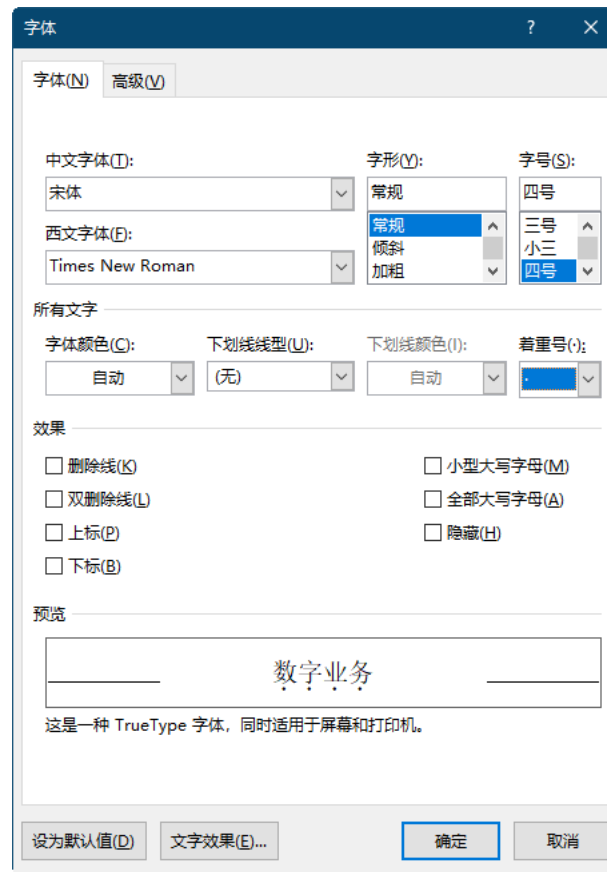 字体 ? ×
字体(N) 高级(V)
中文字体(T): 字形(Y): 字号(S):
宋体 常规 四号
西文字体(F): 常规 三号
倾斜 小三
Times New Roman 加粗 四号
所有文字
字体颜色(C): 下划线线型(U): 下划线颜色(I): 着重号(·):
自动 (无) 自动 .
效果
删除线(K) 小型大写字母(M)
双删除线(L) 全部大写字母(A)
上标(P) 隐藏(H)
下标(B)
预览
数字业务
这是一种 TrueType 字体，同时适用于屏幕和打印机。
设为默认值(D) 文字效果(E)... 确定 取消